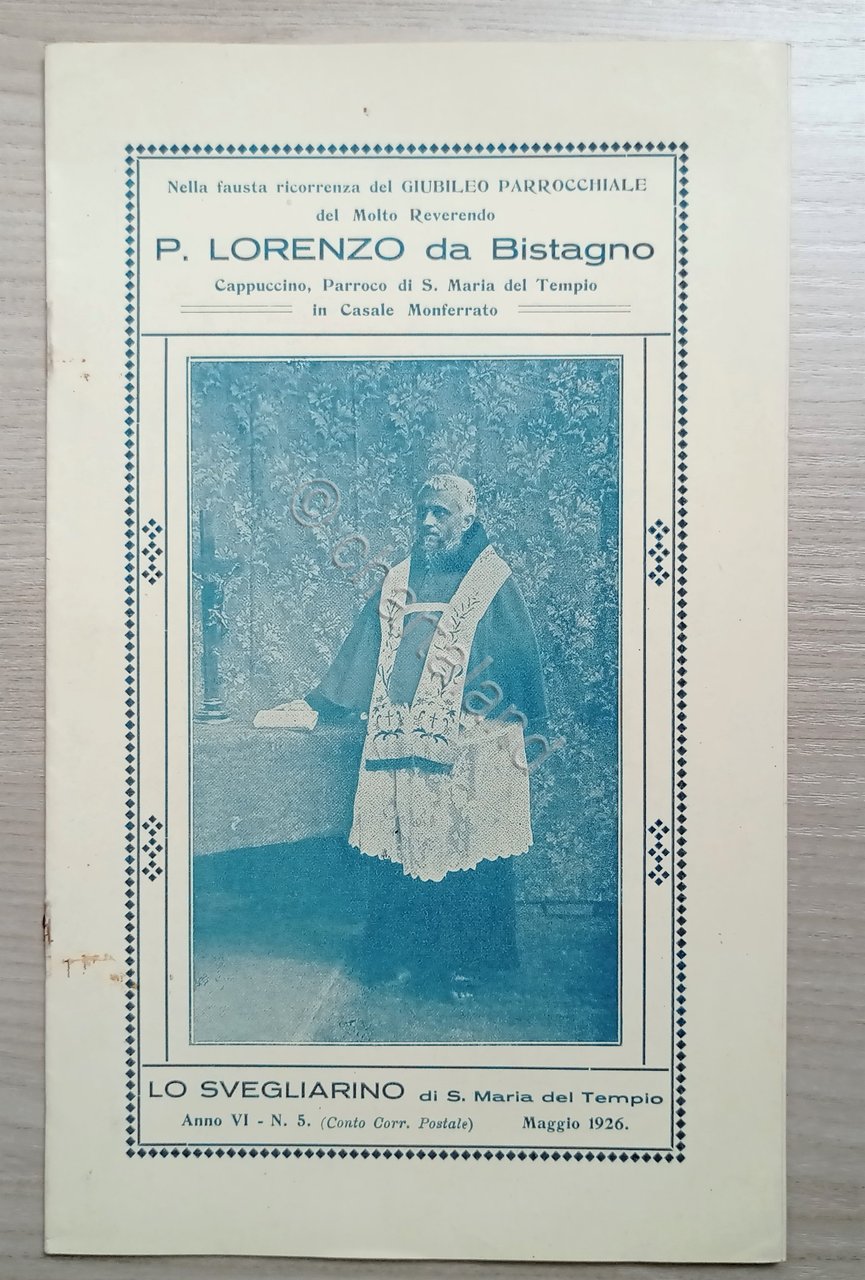 Nella fausta ricorrenza del GIUBILEO PARROCCHIALE
del Molto Reverendo
P. LORENZO da Bistagno
Cappuccino, Parroco di S. Maria del Tempio
in Casale Monferrato
© chartaland
LO SVEGLIARINO di S. Maria del Tempio
Anno VI - N. 5. (Conto Corr. Postale) Maggio 1926.